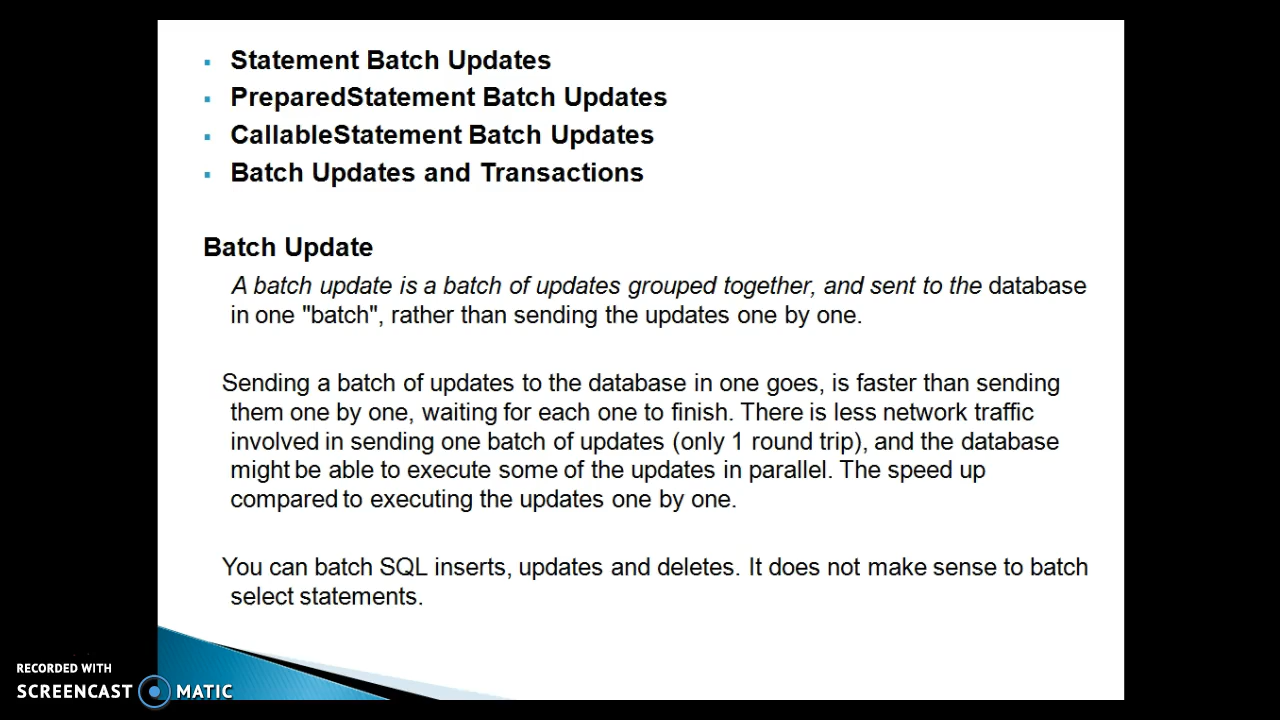 Statement Batch Updates
PreparedStatement Batch Updates
CallableStatement Batch Updates
Batch Updates and Transactions
Batch Update
A batch update is a batch of updates grouped together, and sent to the database
in one "batch", rather than sending the updates one by one.
Sending a batch of updates to the database in one goes, is faster than sending
them one by one, waiting for each one to finish. There is less network traffic
involved in sending one batch of updates (only 1 round trip), and the database
might be able to execute some of the updates in parallel. The speed up
compared to executing the updates one by one.
You can batch SQL inserts, updates and deletes. It does not make sense to batch
select statements.
RECORDED WITH
SCREENCAST MATIC